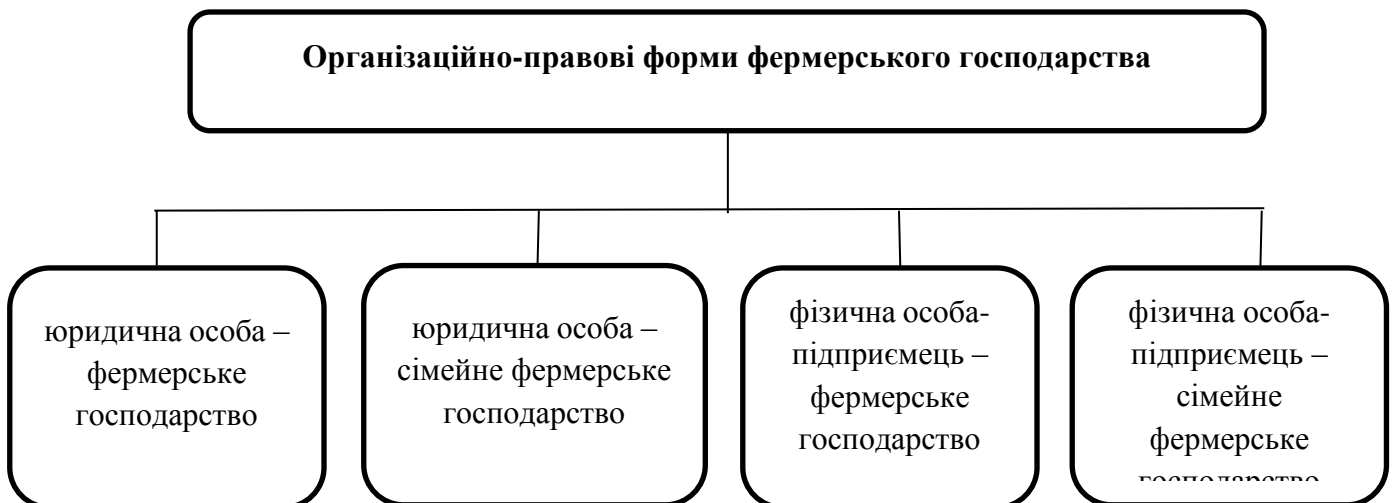 Організаційно-правові форми фермерського господарства
юридична особа –
фермерське
господарство
юридична особа –
сімейне фермерське
господарство
фізична особа-
підприємець –
фермерське
господарство
фізична особа-
підприємець –
сімейне
фермерське
господарство